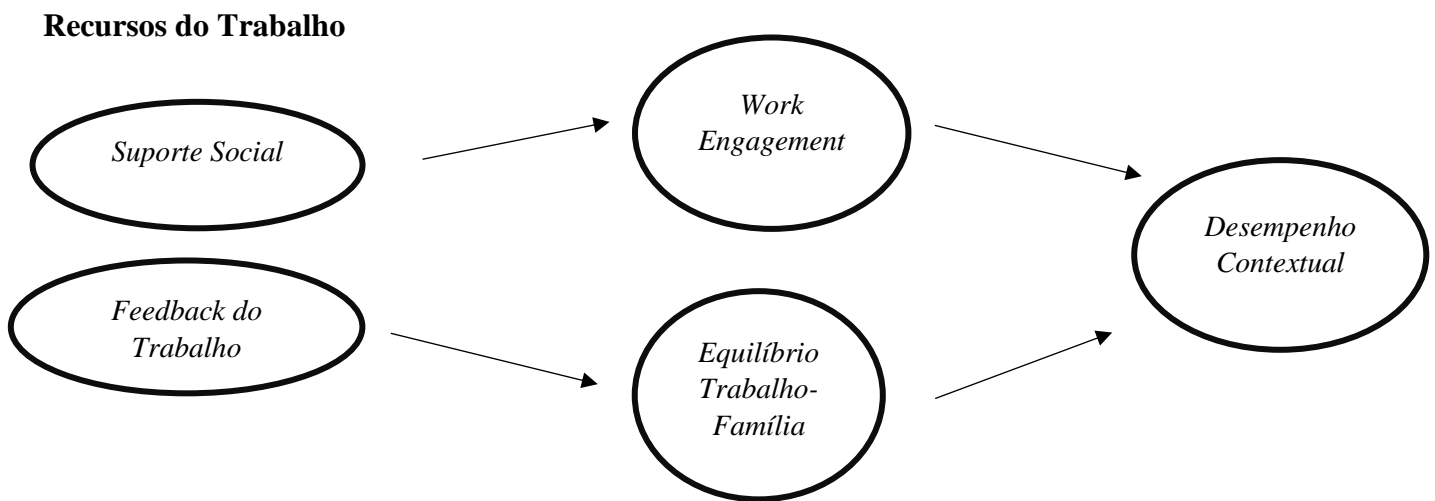 Recursos do Trabalho
Suporte Social
Feedback do
Trabalho
Work
Engagement
Equilíbrio
Trabalho-
Família
Desempenho
Contextual